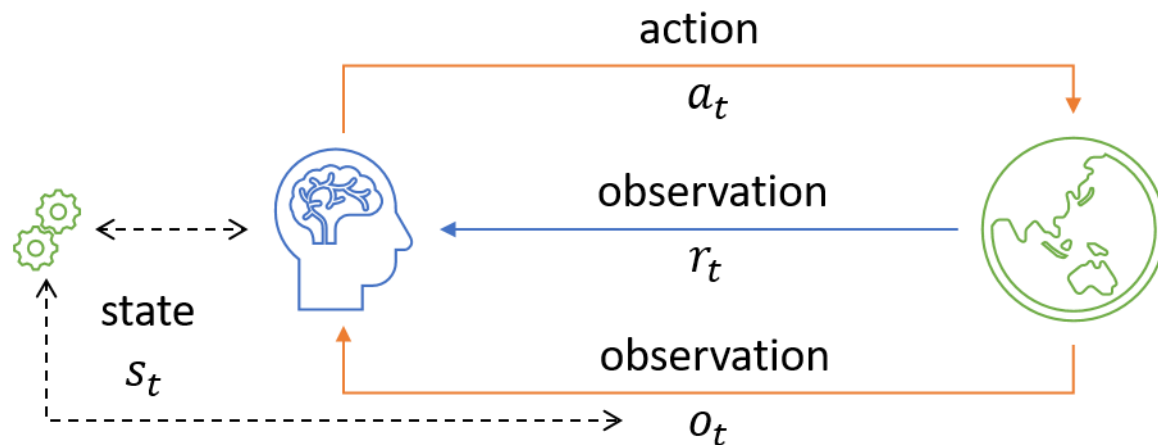 action
a_t
observation
r_t
state
s_t
observation
o_t